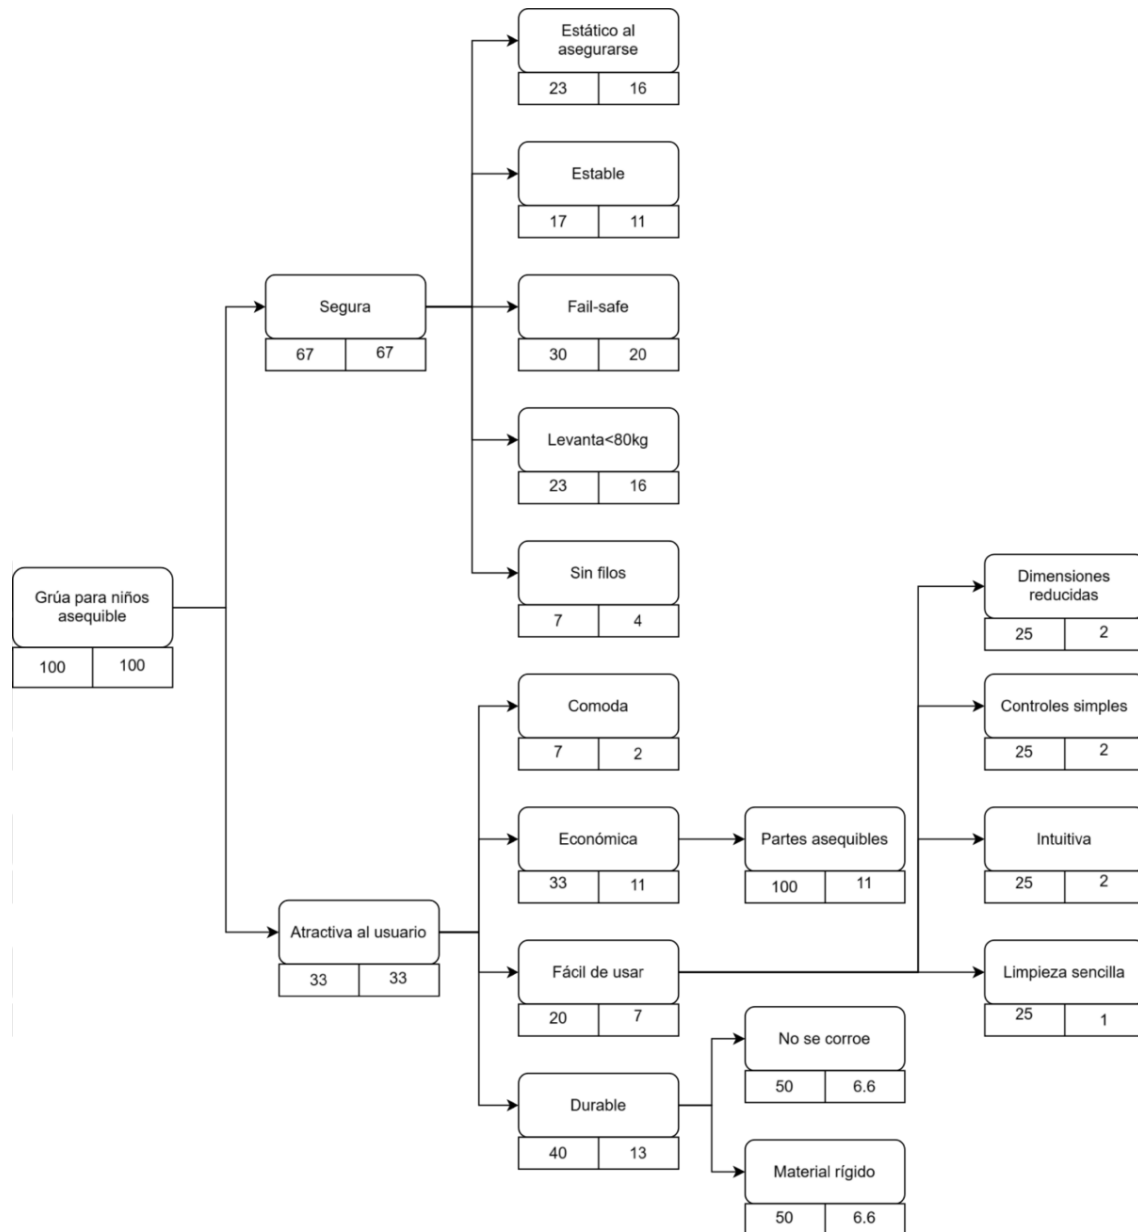 Estático al
asegurarse
23 16
Estable
17 11
Segura
67 67
Fail-safe
30 20
Levanta<80kg
23 16
Sin filos
7 4
Grúa para niños
asequible
100 100
Dimensiones
reducidas
25 2
Comoda
7 2
Controles simples
25 2
Económica
33 11
Partes asequibles
100 11
Intuitiva
25 2
Atractiva al usuario
33 33
Fácil de usar
20 7
Limpieza sencilla
25 1
No se corroe
50 6.6
Durable
40 13
Material rígido
50 6.6